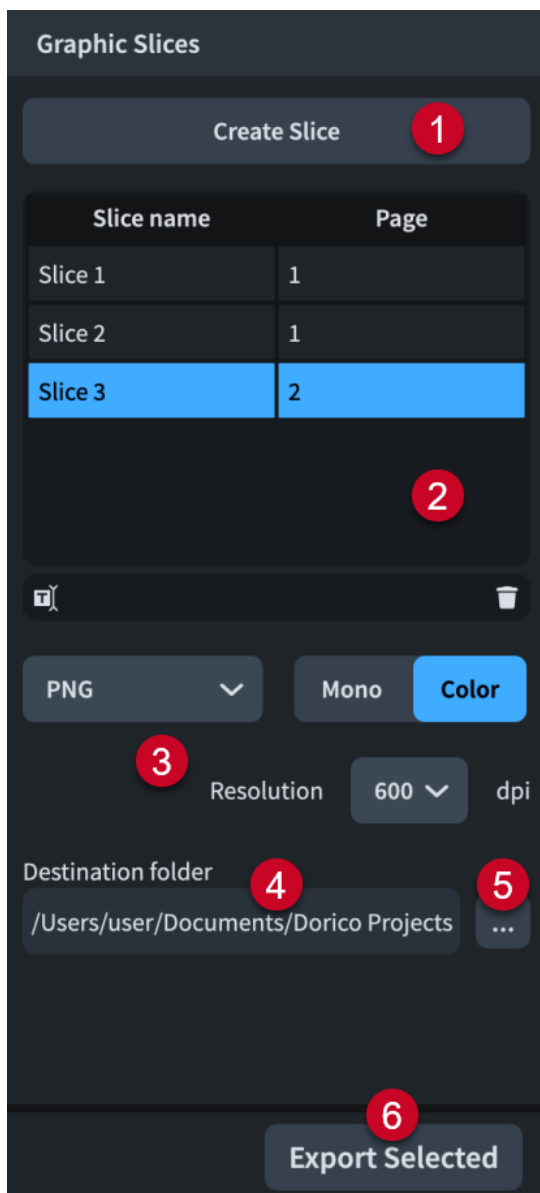 Graphic Slices
Create Slice 1
Slice name Page
Slice 1 1
Slice 2 1
Slice 3 2
2
T
PNG Mono Color
3
Resolution 600 dpi
Destination folder 4 5
/Users/user/Documents/Dorico Projects ...
6
Export Selected